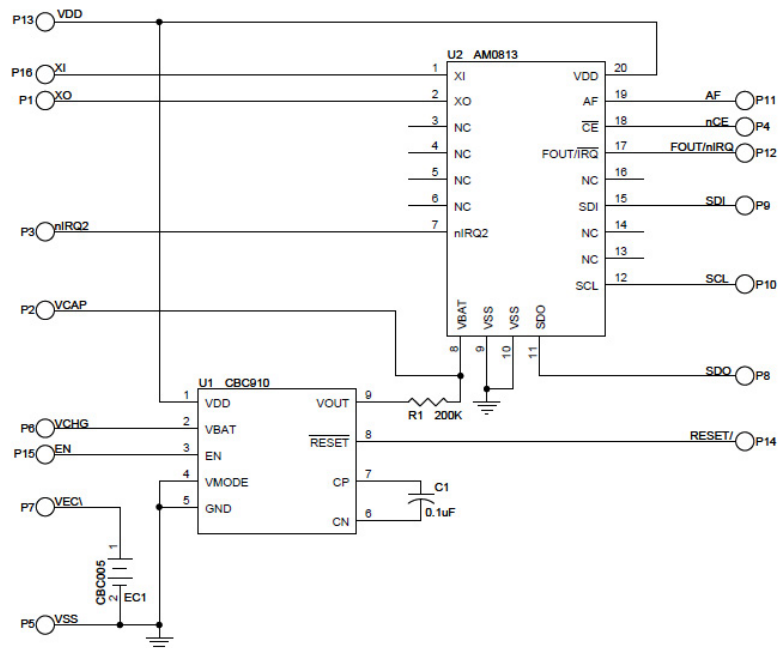 P13 VDD
U2 AM0813
P16 XI 1 XI VDD 20
P1 XO 2 XO AF 19 AF P11
3 NC CE 18 nCE P4
4 NC FOUT/IRQ 17 FOUT/nIRQ P12
5 NC NC 16
6 NC SDI 15 SDI P9
P3 nIRQ2 7 nIRQ2 NC 14
NC 13
SCL 12 SCL P10
P2 VCAP VBAT VSS VSS SDO
8 9 10 11
SDO P8
U1 CBC910
1 VDD VOUT 9
R1 200K
P6 VCHG 2 VBAT RESET 8 RESET/ P14
P15 EN 3 EN
4 VMODE CP 7
C1
P7 VEC\ 5 GND 0.1uF
CN 6
1
CBC005
2 EC1
P5 VSS